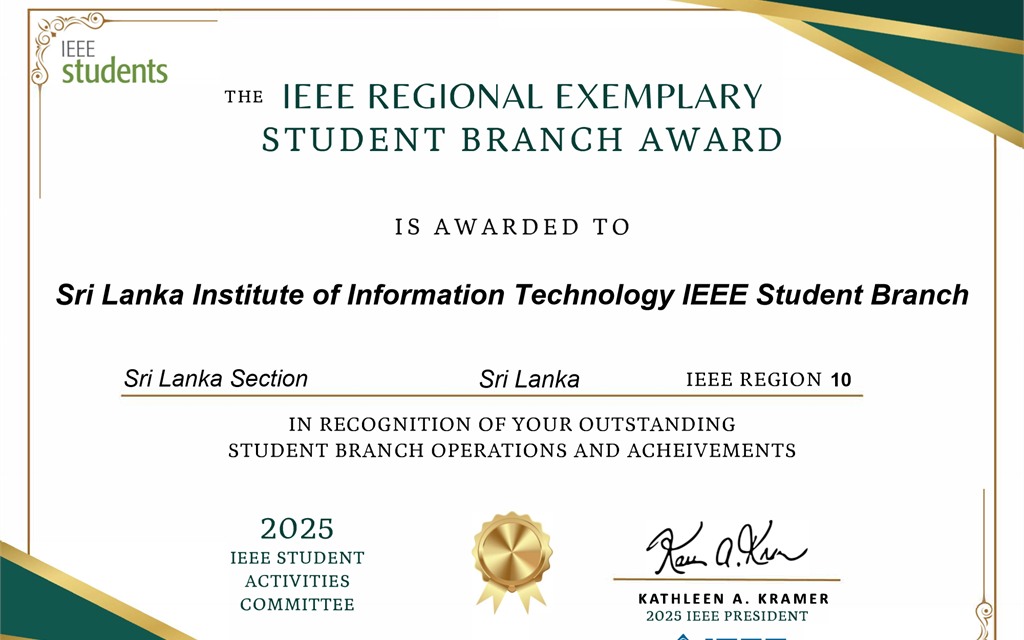 IEEE
students
THE IEEE REGIONAL EXEMPLARY
STUDENT BRANCH AWARD
IS AWARDED TO
Sri Lanka Institute of Information Technology IEEE Student Branch
Sri Lanka Section Sri Lanka IEEE REGION 10
IN RECOGNITION OF YOUR OUTSTANDING
STUDENT BRANCH OPERATIONS AND ACHEIVEMENTS
2025
IEEE STUDENT
ACTIVITIES
COMMITTEE
KATHLEEN A. KRAMER
2025 IEEE PRESIDENT
IEEE